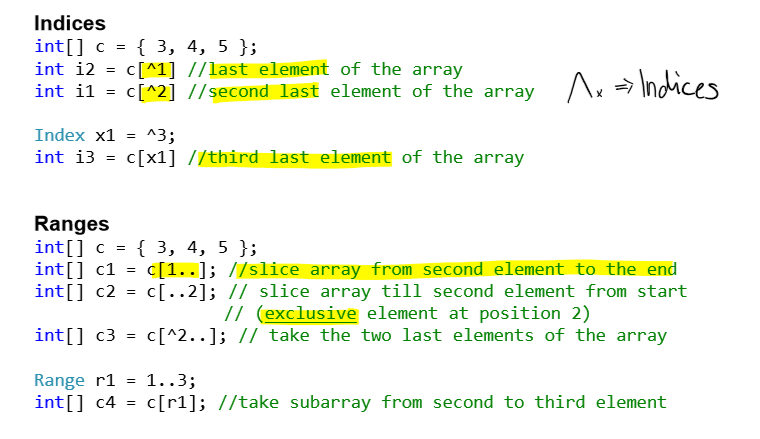 Indices
int[] c = { 3, 4, 5 };
int i2 = c[^1] //last element of the array
int i1 = c[^2] //second last element of the array
^x ⇒ Indices
Index x1 = ^3;
int i3 = c[x1] //third last element of the array
Ranges
int[] c = { 3, 4, 5 };
int[] c1 = c[1..]; //slice array from second element to the end
int[] c2 = c[..2]; // slice array till second element from start
// (exclusive element at position 2)
int[] c3 = c[^2..]; // take the two last elements of the array
Range r1 = 1..3;
int[] c4 = c[r1]; //take subarray from second to third element